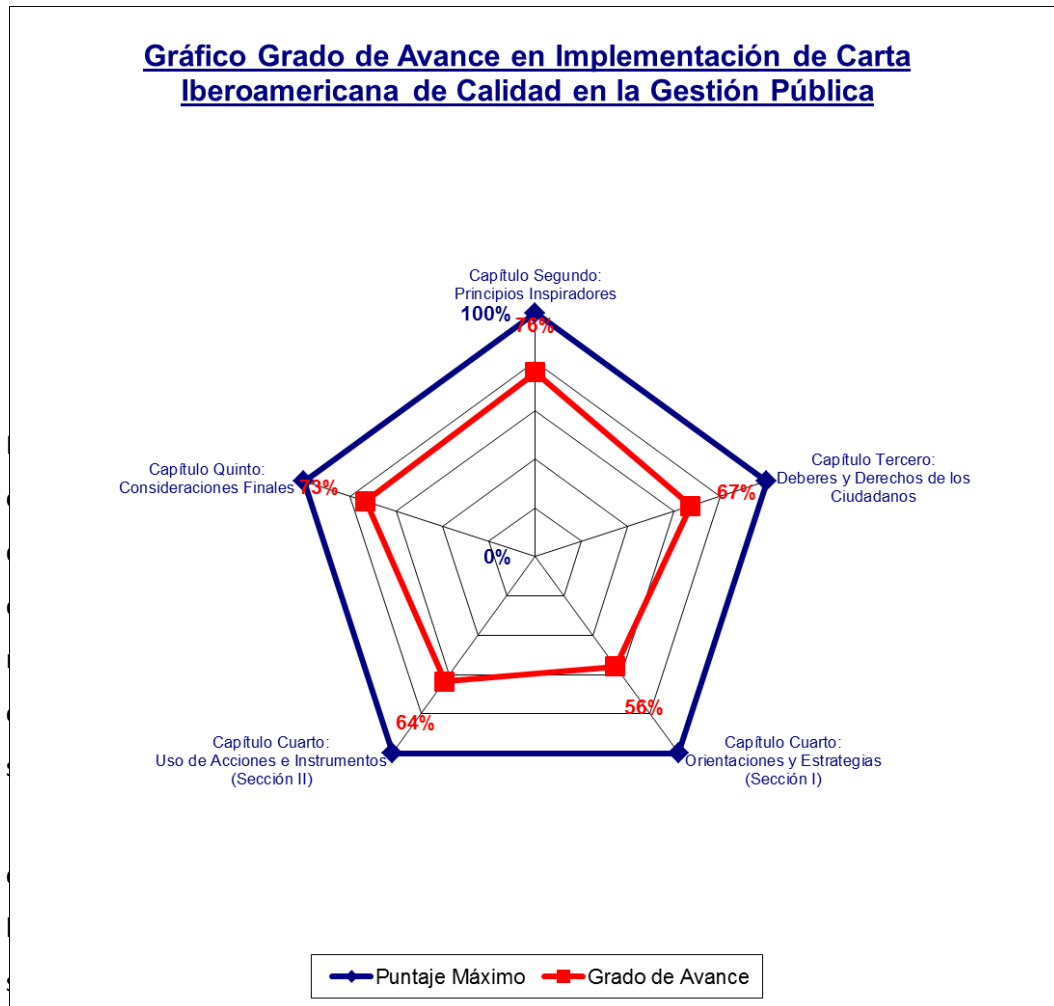 Gráfico Grado de Avance en Implementación de Carta
Iberoamericana de Calidad en la Gestión Pública
Capítulo Segundo:
Principios Inspiradores
100%
76%
Capítulo Tercero:
Deberes y Derechos de los
Ciudadanos
67%
Capítulo Quinto:
Consideraciones Finales
73%
0%
56%
64%
Capítulo Cuarto:
Uso de Acciones e Instrumentos
(Sección II)
Capítulo Cuarto:
Orientaciones y Estrategias
(Sección I)
Puntaje Máximo
Grado de Avance